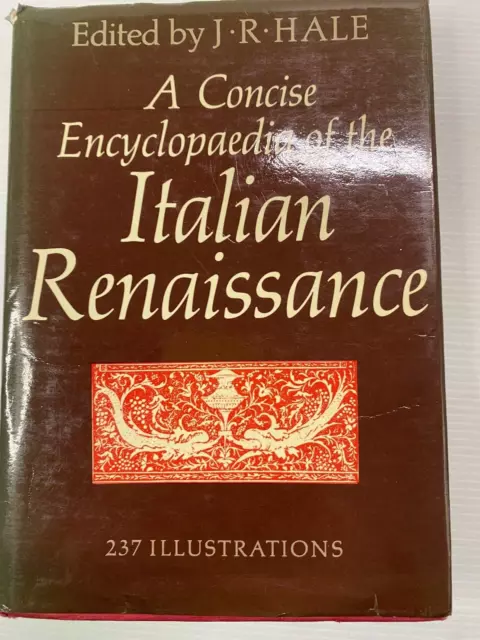 Edited by J·R·HALE
A Concise
Encyclopaedia of the
Italian
Renaissance
237 ILLUSTRATIONS